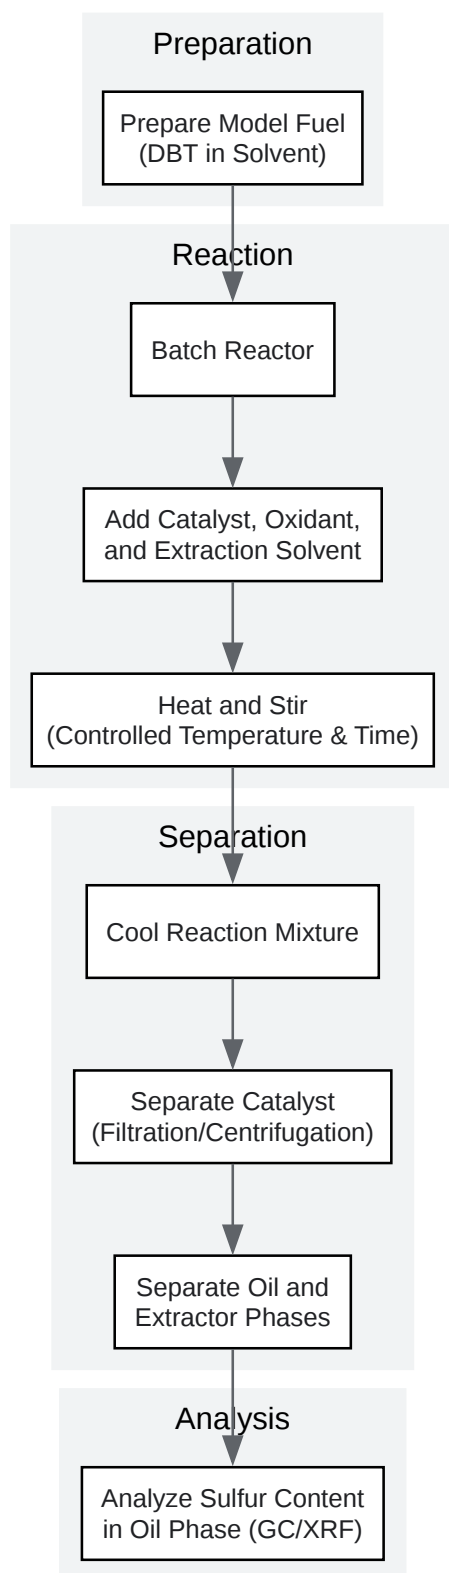 Preparation
Prepare Model Fuel
(DBT in Solvent)
Reaction
Batch Reactor
Add Catalyst, Oxidant,
and Extraction Solvent
Heat and Stir
(Controlled Temperature & Time)
Separation
Cool Reaction Mixture
Separate Catalyst
(Filtration/Centrifugation)
Separate Oil and
Extractor Phases
Analysis
Analyze Sulfur Content
in Oil Phase (GC/XRF)